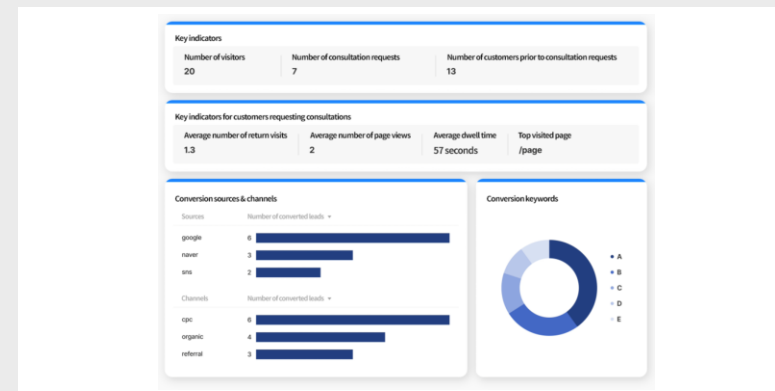 Key indicators
Number of visitors
20
Number of consultation requests
7
Number of customers prior to consultation requests
13
Key indicators for customers requesting consultations
Average number of return visits
1.3
Average number of page views
2
Average dwell time
57 seconds
Top visited page
/page
Conversion sources & channels
Sources
Number of converted leads
google
6
naver
3
sns
2
Channels
Number of converted leads
cpc
6
organic
4
referral
3
Conversion keywords
A
B
C
D
E